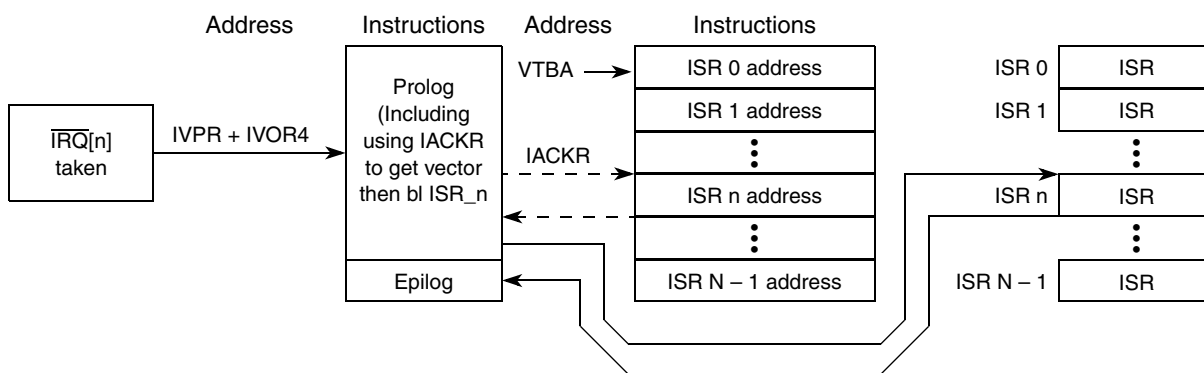 Address Instructions Address Instructions
IRQ[n]
taken
IVPR + IVOR4
Prolog
(Including
using IACKR
to get vector
then bl ISR_n
Epilog
VTBA
IACKR
ISR 0 address
ISR 1 address
ISR n address
ISR N – 1 address
ISR 0 ISR
ISR 1 ISR
ISR n ISR
ISR N – 1 ISR